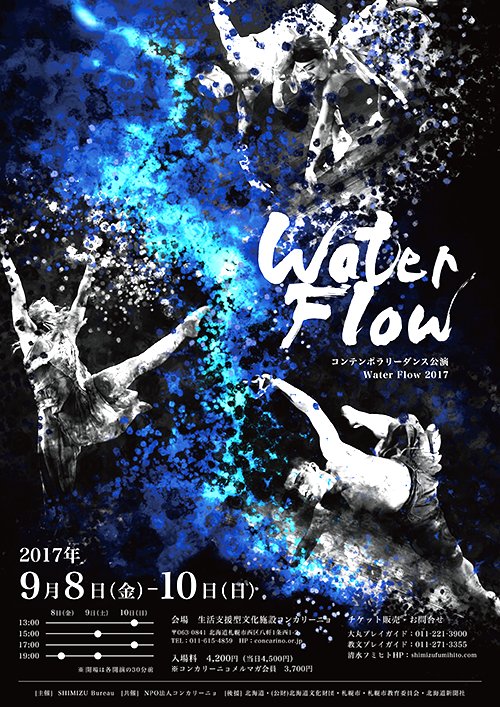 Water
Flow
コンテンポラリーダンス公演
Water Flow 2017
2017年
9月8日(金)-10日(日)
8日(金) 9日(土) 10日(日)
13:00
15:00
17:00
19:00
※開場は各開演の30分前
会場 生活支援型文化施設コンカリーニョ
〒063-0841 北海道札幌市西区八軒1条西1-2
TEL：011-615-4859 HP：concarino.or.jp
入場料 4,200円（当日4,500円）
※コンカリーニョメルマガ会員 3,700円
チケット販売・お問合せ
大丸プレイガイド：011-221-3900
教文プレイガイド：011-271-3355
清水フミヒトHP：shimizufumihito.com
[主催] SHIMIZU Bureau [共催] NPO法人コンカリーニョ [後援] 北海道・(公財)北海道文化財団・札幌市・札幌市教育委員会・北海道新聞社